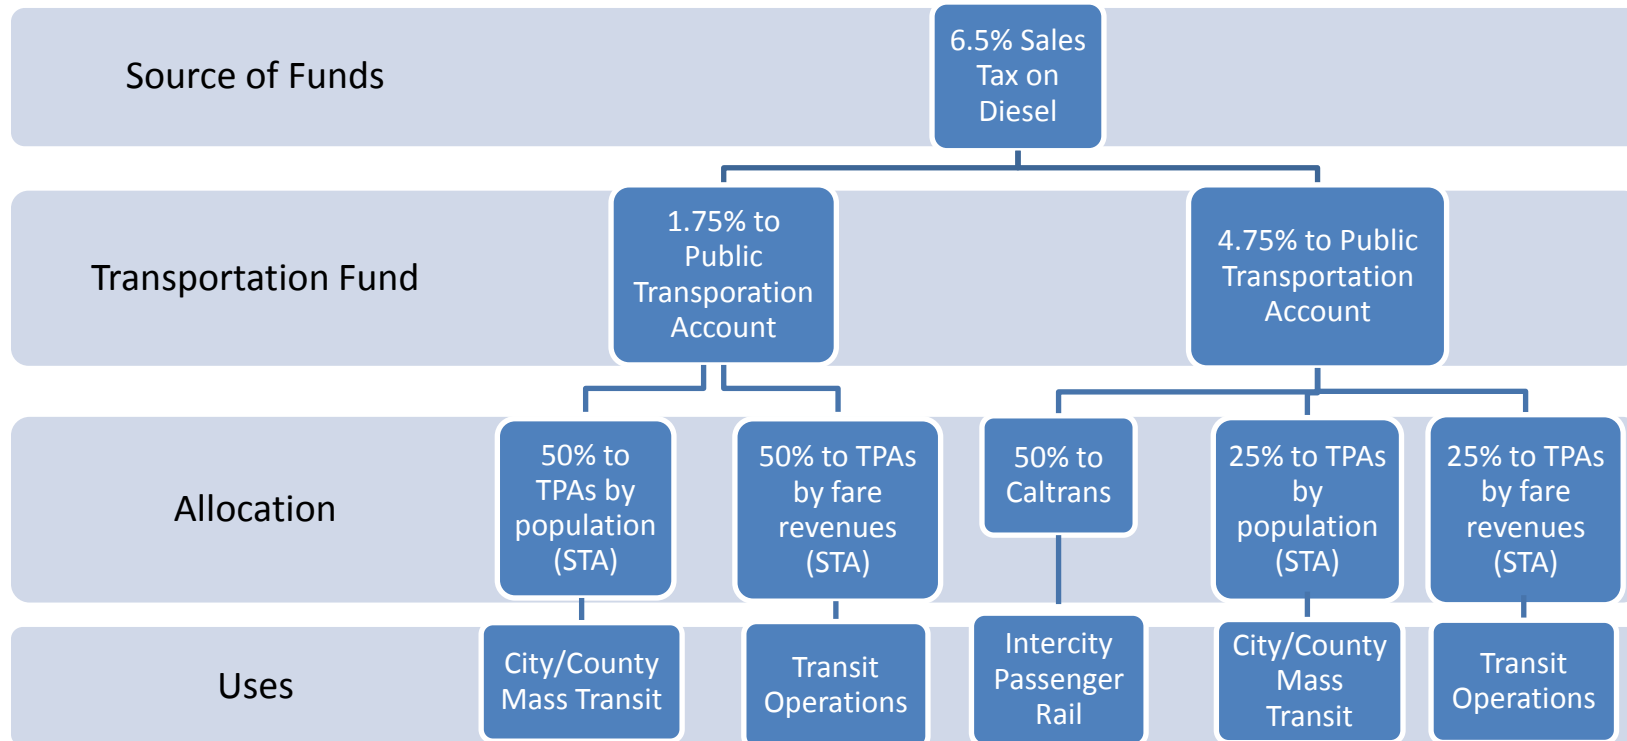 Source of Funds
6.5% Sales
Tax on
Diesel
Transportation Fund
1.75% to
Public
Transporation
Account
4.75% to Public
Transportation
Account
Allocation
50% to
TPAs by
population
(STA)
50% to TPAs
by fare
revenues
(STA)
50% to
Caltrans
25% to TPAs
by
population
(STA)
25% to TPAs
by fare
revenues
(STA)
Uses
City/County
Mass Transit
Transit
Operations
Intercity
Passenger
Rail
City/County
Mass
Transit
Transit
Operations